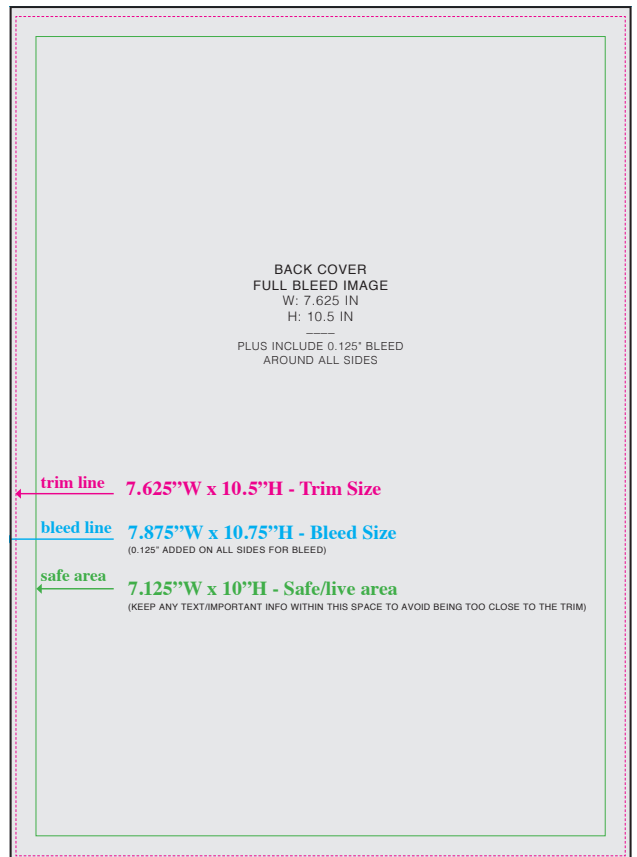 BACK COVER
FULL BLEED IMAGE
W: 7.625 IN
H: 10.5 IN
____
PLUS INCLUDE 0.125" BLEED
AROUND ALL SIDES
trim line 7.625”W x 10.5”H - Trim Size
bleed line 7.875”W x 10.75”H - Bleed Size
(0.125" ADDED ON ALL SIDES FOR BLEED)
safe area 7.125”W x 10”H - Safe/live area
(KEEP ANY TEXT/IMPORTANT INFO WITHIN THIS SPACE TO AVOID BEING TOO CLOSE TO THE TRIM)